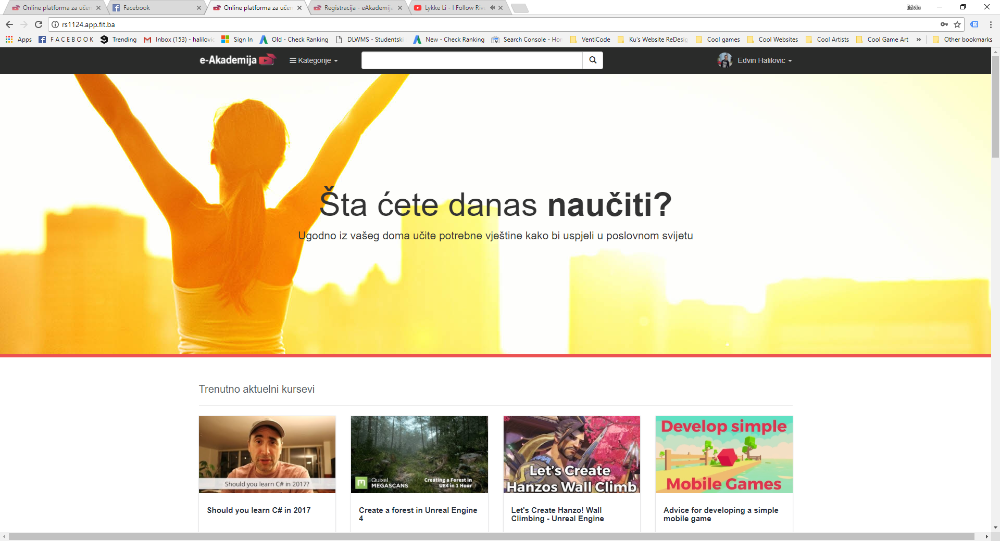 Online platforma za učen
Facebook
Online platforma za učen
Registracija - eAkademija
Lykke Li - I Follow Rive
Edvin
rs1124.app.fit.ba
Apps
F A C E B O O K
Trending
Inbox (153) - halilovic
Sign In
Old - Check Ranking
DLWMS - Studentski
New - Check Ranking
Search Console - Hom
VentiCode
Ku's Website ReDesig
Cool games
Cool Websites
Cool Artists
Cool Game Art
»
Other bookmarks
e-Akademija
Kategorije
Edvin Halilovic
Šta ćete danas naučiti?
Ugodno iz vašeg doma učite potrebne vještine kako bi uspjeli u poslovnom svijetu
Trenutno aktuelni kursevi
Should you learn C# in 2017?
Should you learn C# in 2017
Quixel
MEGASCANS
Creating a Forest in
UE4 in 1 Hour
Create a forest in Unreal Engine
4
Let's Create
Hanzos Wall Climb
Let's Create Hanzo! Wall
Climbing - Unreal Engine
Develop simple
Mobile Games
Advice for developing a simple
mobile game